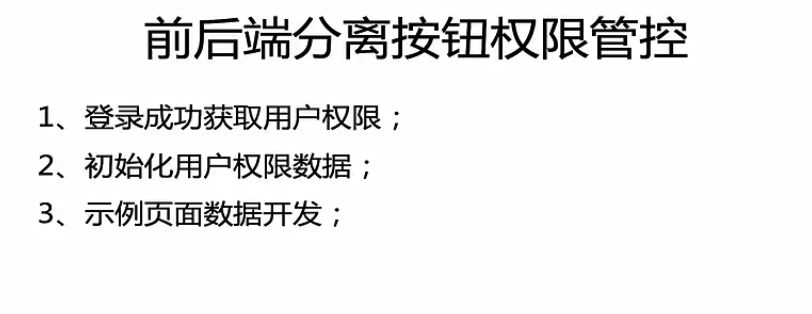 前后端分离按钮权限管控
1、登录成功获取用户权限；
2、初始化用户权限数据；
3、示例页面数据开发；